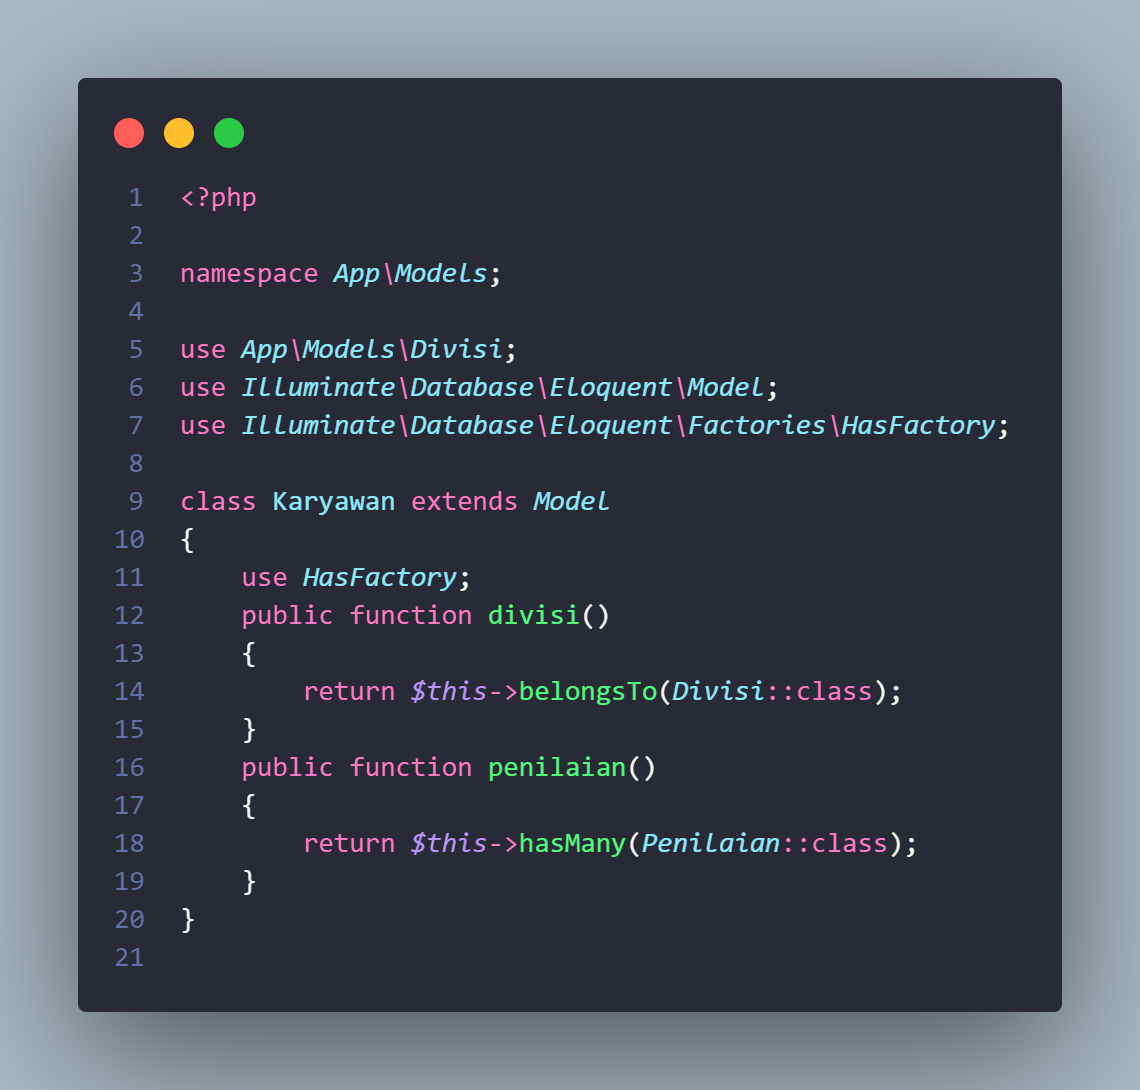 1 <?php
2
3 namespace App\Models;
4
5 use App\Models\Divisi;
6 use Illuminate\Database\Eloquent\Model;
7 use Illuminate\Database\Eloquent\Factories\HasFactory;
8
9 class Karyawan extends Model
10 {
11     use HasFactory;
12     public function divisi()
13     {
14         return $this->belongsTo(Divisi::class);
15     }
16     public function penilaian()
17     {
18         return $this->hasMany(Penilaian::class);
19     }
20 }
21